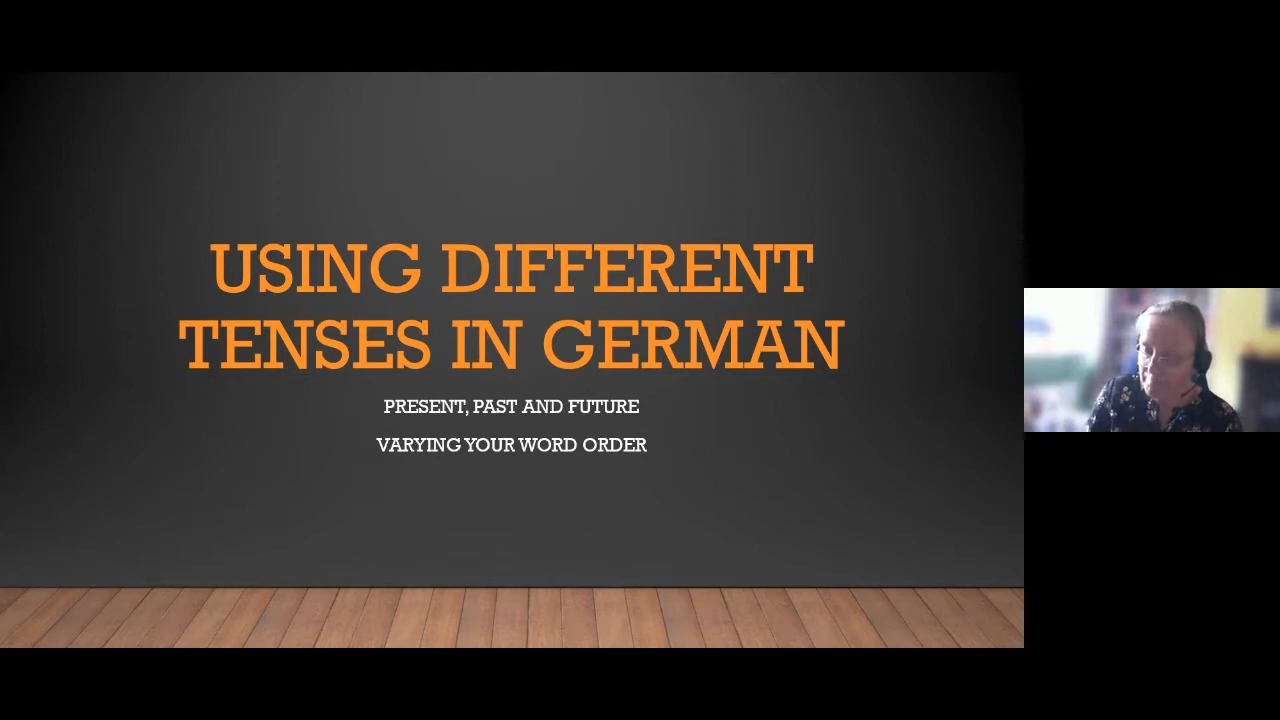 USING DIFFERENT
TENSES IN GERMAN
PRESENT, PAST AND FUTURE
VARYING YOUR WORD ORDER